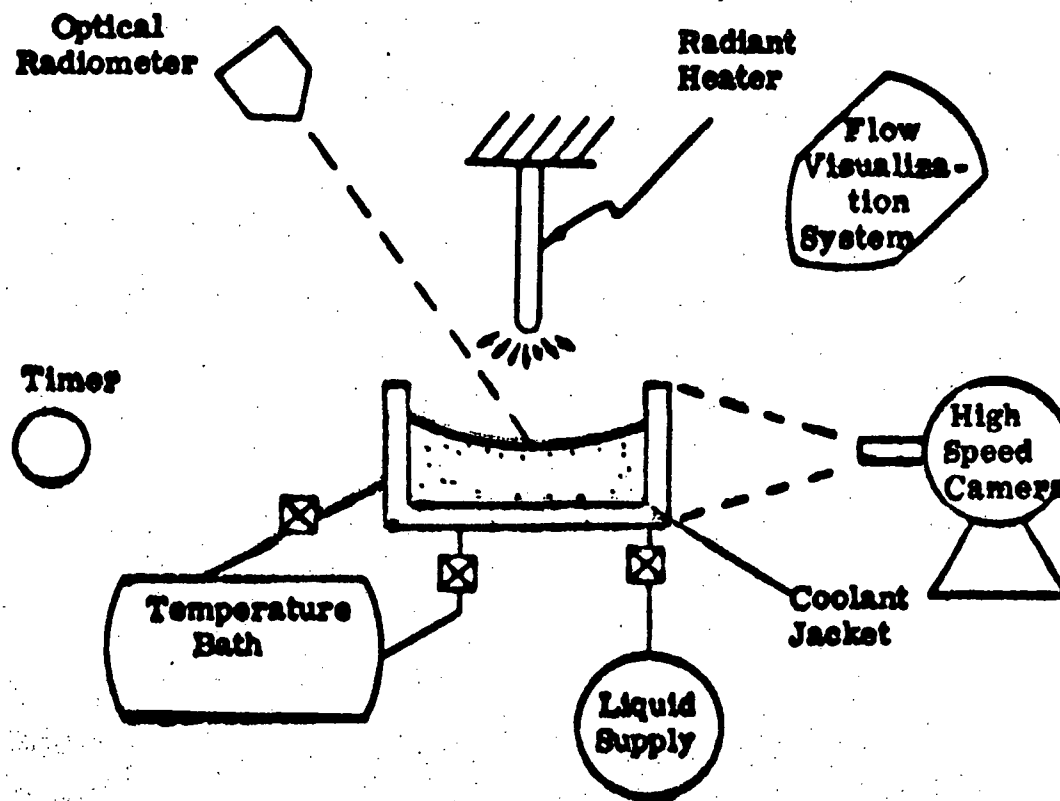 Optical
Radiometer
Radiant
Heater
Flow
Visualiza-
tion
System
Timer
High
Speed
Camera
Temperature
Bath
Coolant
Jacket
Liquid
Supply